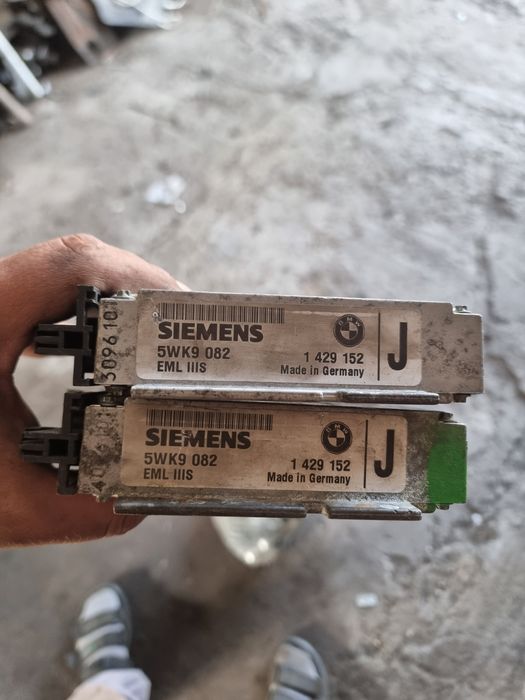 SIEMENS
5WK9 082
1 429 152
EML IIIS
Made in Germany
J
SIEMENS
5WK9 082
1 429 152
EML IIIS
Made in Germany
J